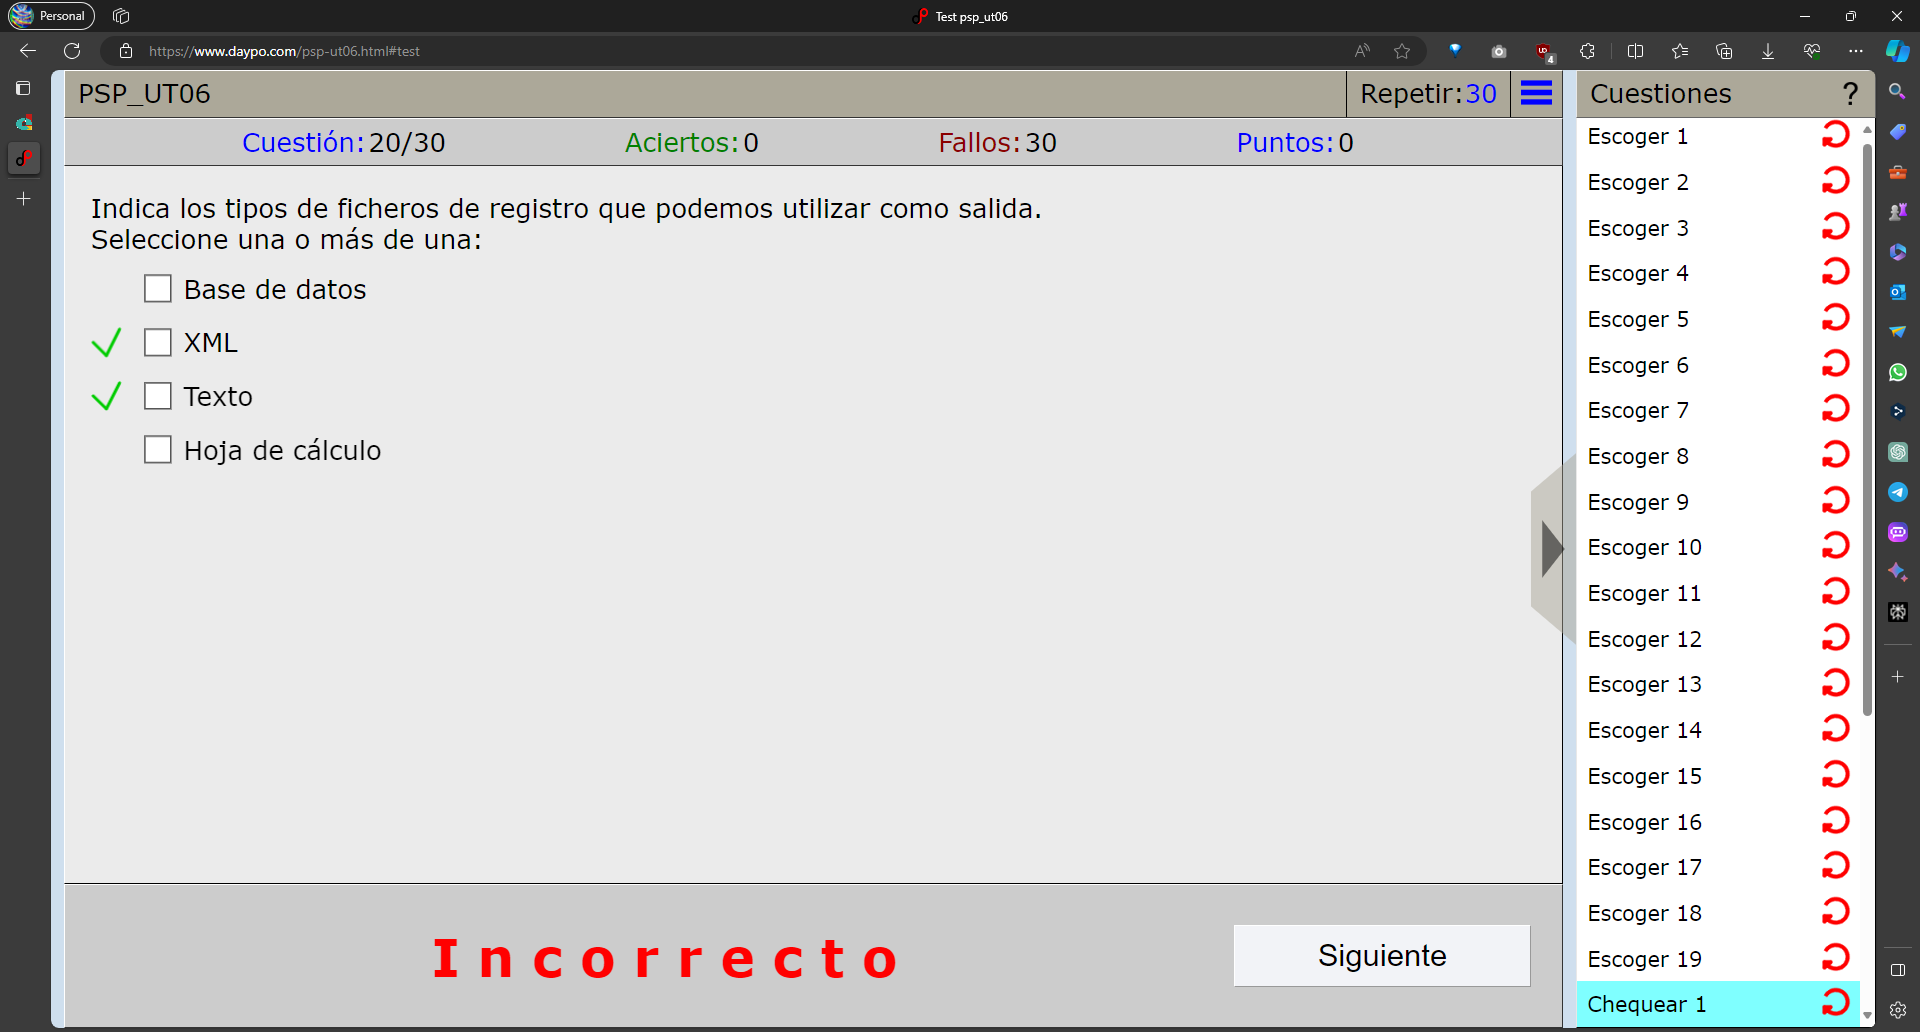 Personal
Test psp_ut06
https://www.daypo.com/psp-ut06.html#test
4
PSP_UT06
Repetir:30
Cuestión:20/30
Aciertos:0
Fallos:30
Puntos:0
Indica los tipos de ficheros de registro que podemos utilizar como salida.
Seleccione una o más de una:
Base de datos
XML
Texto
Hoja de cálculo
Incorrecto
Siguiente
Cuestiones
?
Escoger 1
Escoger 2
Escoger 3
Escoger 4
Escoger 5
Escoger 6
Escoger 7
Escoger 8
Escoger 9
Escoger 10
Escoger 11
Escoger 12
Escoger 13
Escoger 14
Escoger 15
Escoger 16
Escoger 17
Escoger 18
Escoger 19
Chequear 1